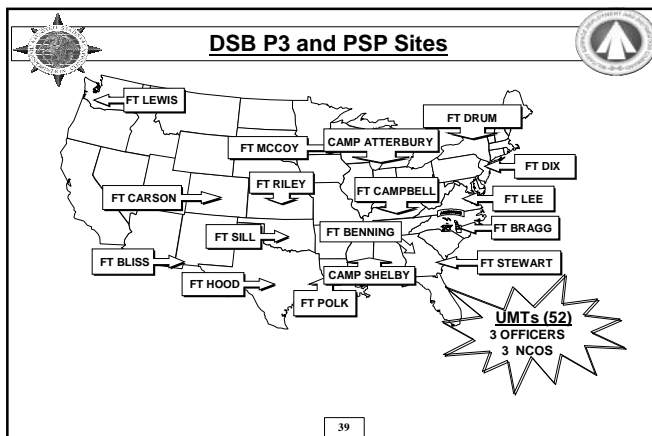 DSB P3 and PSP Sites
FT LEWIS
FT DRUM
FT MCCOY
CAMP ATTERBURY
FT DIX
FT RILEY
FT CAMPBELL
FT CARSON
FT LEE
FT SILL
FT BENNING
FT BRAGG
FT BLISS
FT STEWART
FT HOOD
CAMP SHELBY
FT POLK
UMTs (52)
3 OFFICERS
3 NCOS
39